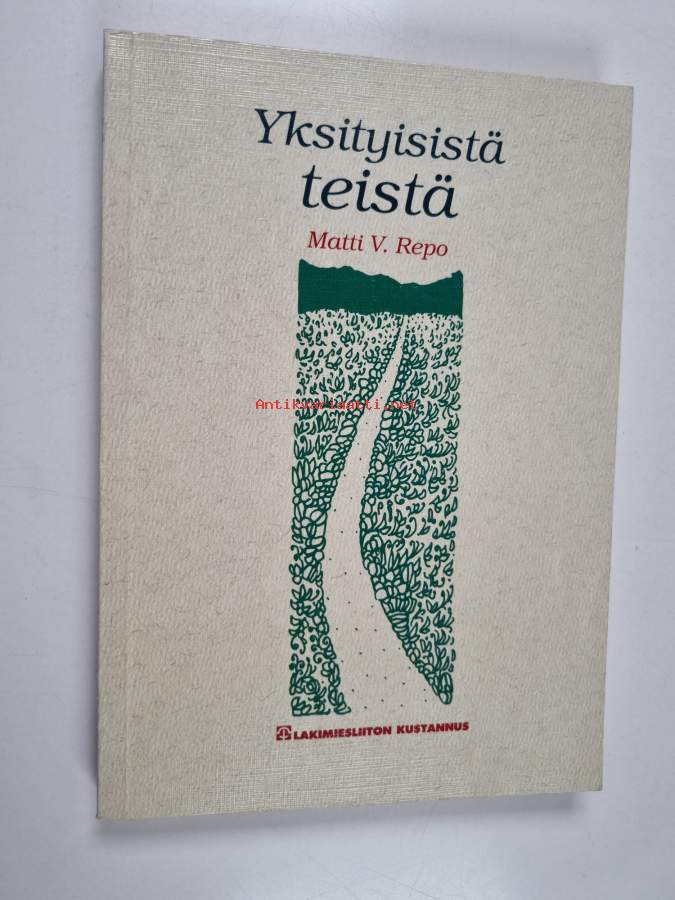 Yksityisistä
teistä
Matti V. Repo
Antikvariaatti.net
LAKIMIESLIITON KUSTANNUS